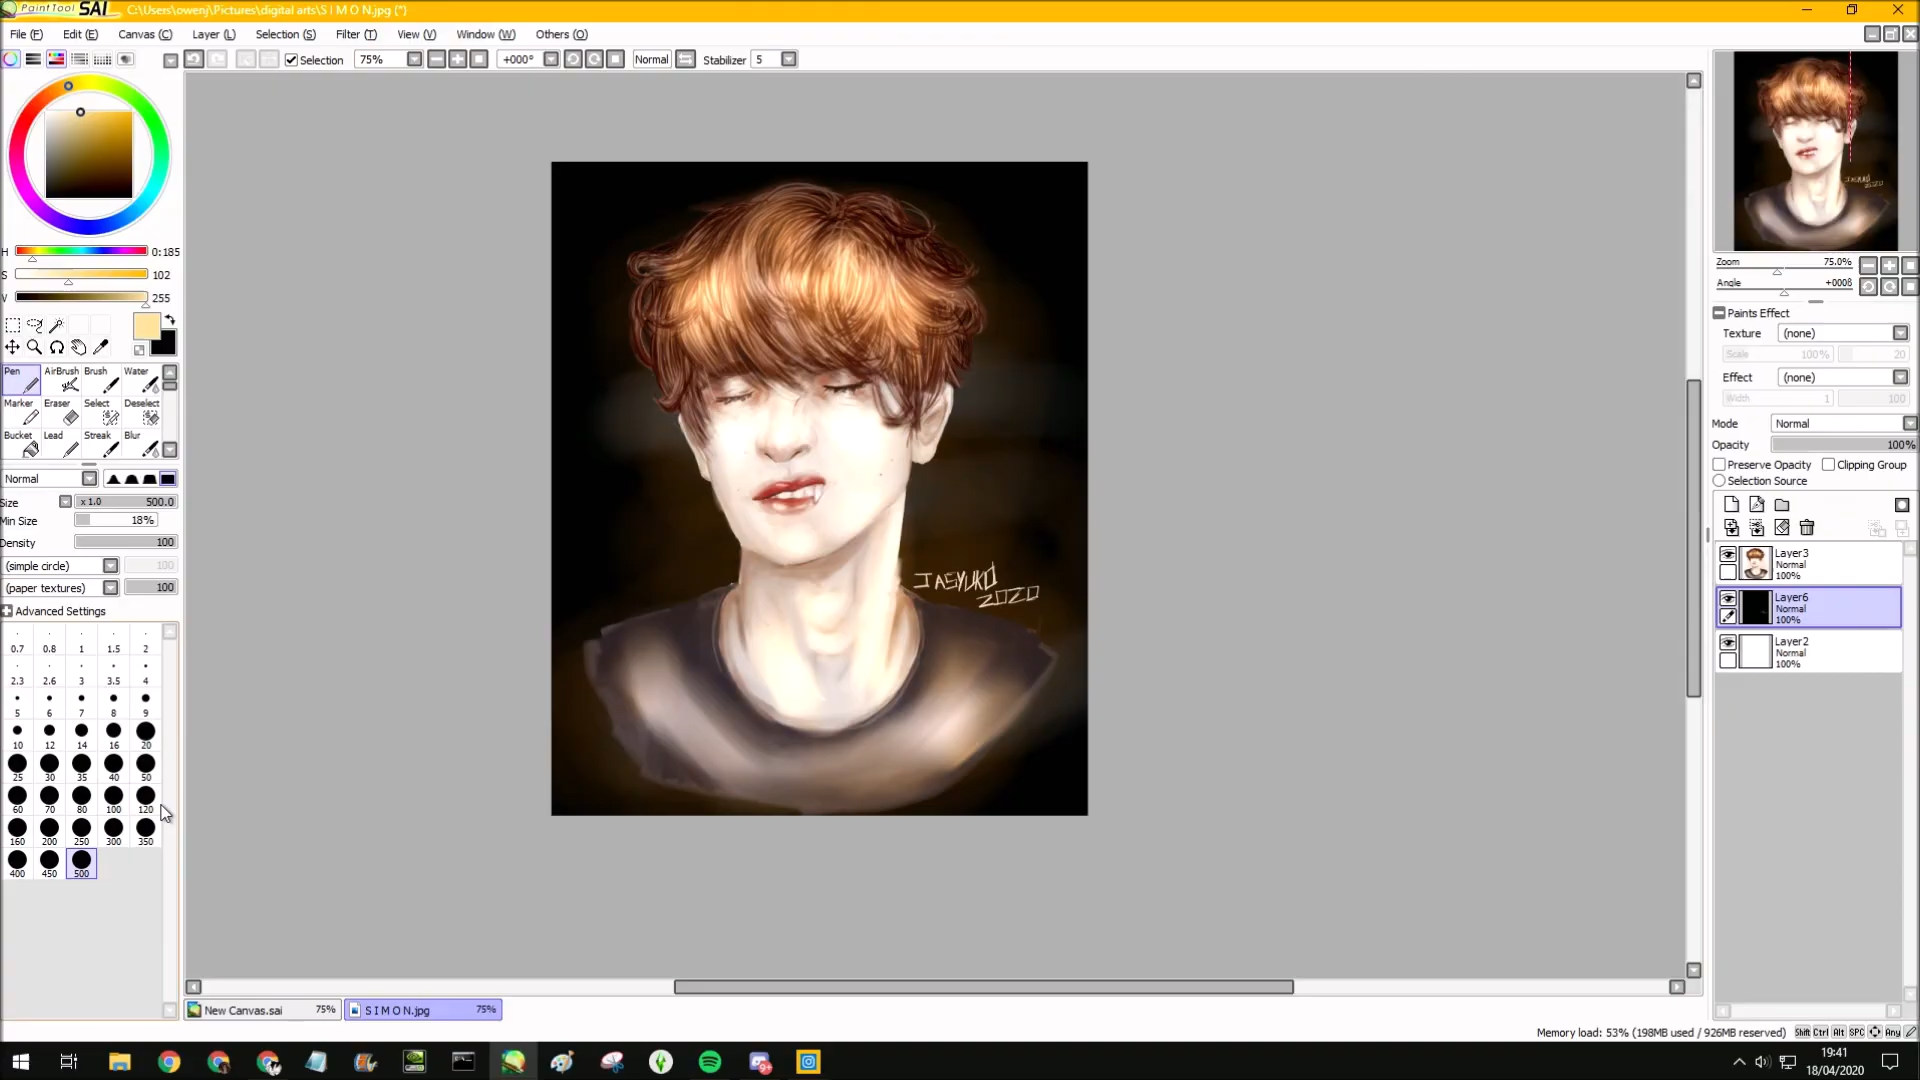 PaintTool SAI C:\Users\owenj\Pictures\digital arts\S I M O N.jpg (*)
File (F) Edit (E) Canvas (C) Layer (L) Selection (S) Filter (T) View (V) Window (W) Others (O)
Selection 75% +000° Normal Stabilizer 5
H 0:185
S 102
V 255
Pen AirBrush Brush Water
Marker Eraser Select Deselect
Bucket Lead Streak Blur
Normal
Size x 1.0 500.0
Min Size 18%
Density 100
(simple circle) 100
(paper textures) 100
Advanced Settings
0.7 0.8 1 1.5 2
2.3 2.6 3 3.5 4
5 6 7 8 9
10 12 14 16 20
25 30 35 40 50
60 70 80 100 120
160 200 250 300 350
400 450 500
JAEYUKO
2020
Zoom 75.0%
Angle +000ß
Paints Effect
Texture (none)
Scale 100% 20
Effect (none)
Width 1 100
Mode Normal
Opacity 100%
Preserve Opacity Clipping Group
Selection Source
Layer3
Normal
100%
Layer6
Normal
100%
Layer2
Normal
100%
New Canvas.sai 75% S I M O N.jpg 75%
Memory load: 53% (198MB used / 926MB reserved) Shift Ctrl Alt SPC Any
19:41
18/04/2020